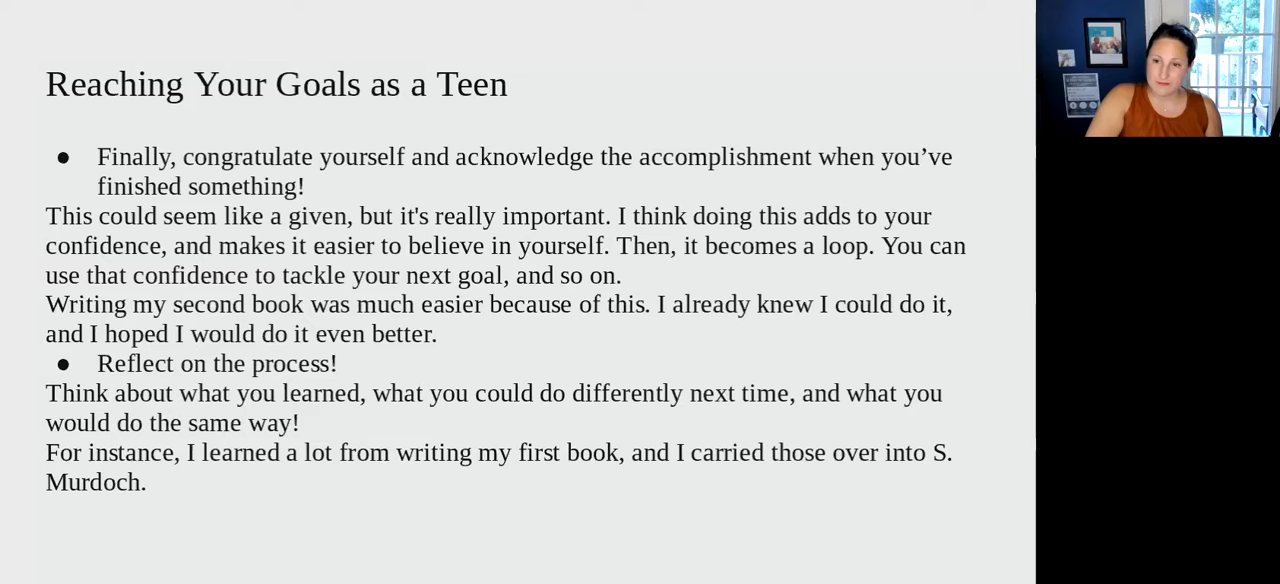 Reaching Your Goals as a Teen
● Finally, congratulate yourself and acknowledge the accomplishment when you’ve
finished something!
This could seem like a given, but it's really important. I think doing this adds to your
confidence, and makes it easier to believe in yourself. Then, it becomes a loop. You can
use that confidence to tackle your next goal, and so on.
Writing my second book was much easier because of this. I already knew I could do it,
and I hoped I would do it even better.
● Reflect on the process!
Think about what you learned, what you could do differently next time, and what you
would do the same way!
For instance, I learned a lot from writing my first book, and I carried those over into S.
Murdoch.